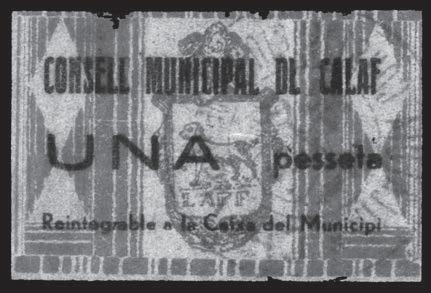 CONSELL MUNICIPAL DE CALAF
UNA pesseta
Reintegrable a la Caixa del Municipi